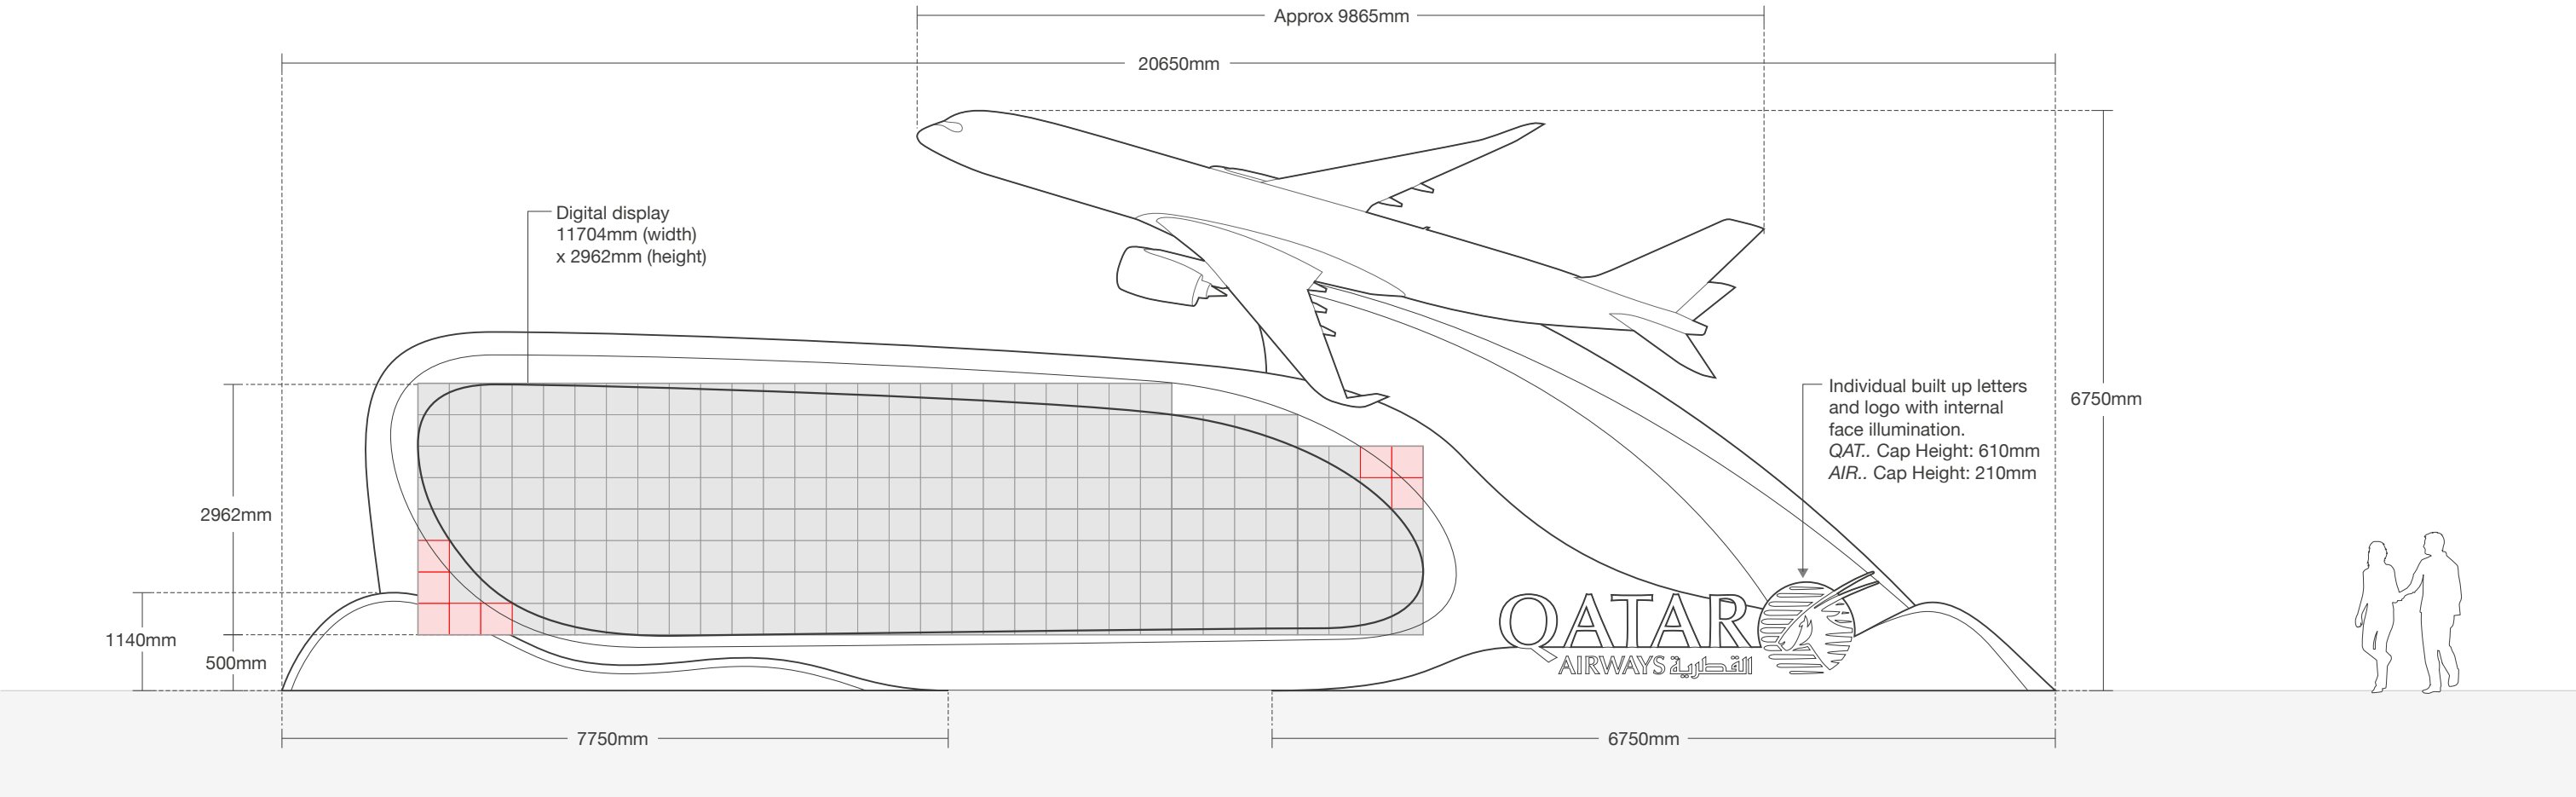 Approx 9865mm
20650mm
Digital display
11704mm (width)
x 2962mm (height)
Individual built up letters
and logo with internal
face illumination.
QAT.. Cap Height: 610mm
AIR.. Cap Height: 210mm
6750mm
2962mm
1140mm
500mm
QATAR
AIRWAYS القطرية
7750mm
6750mm